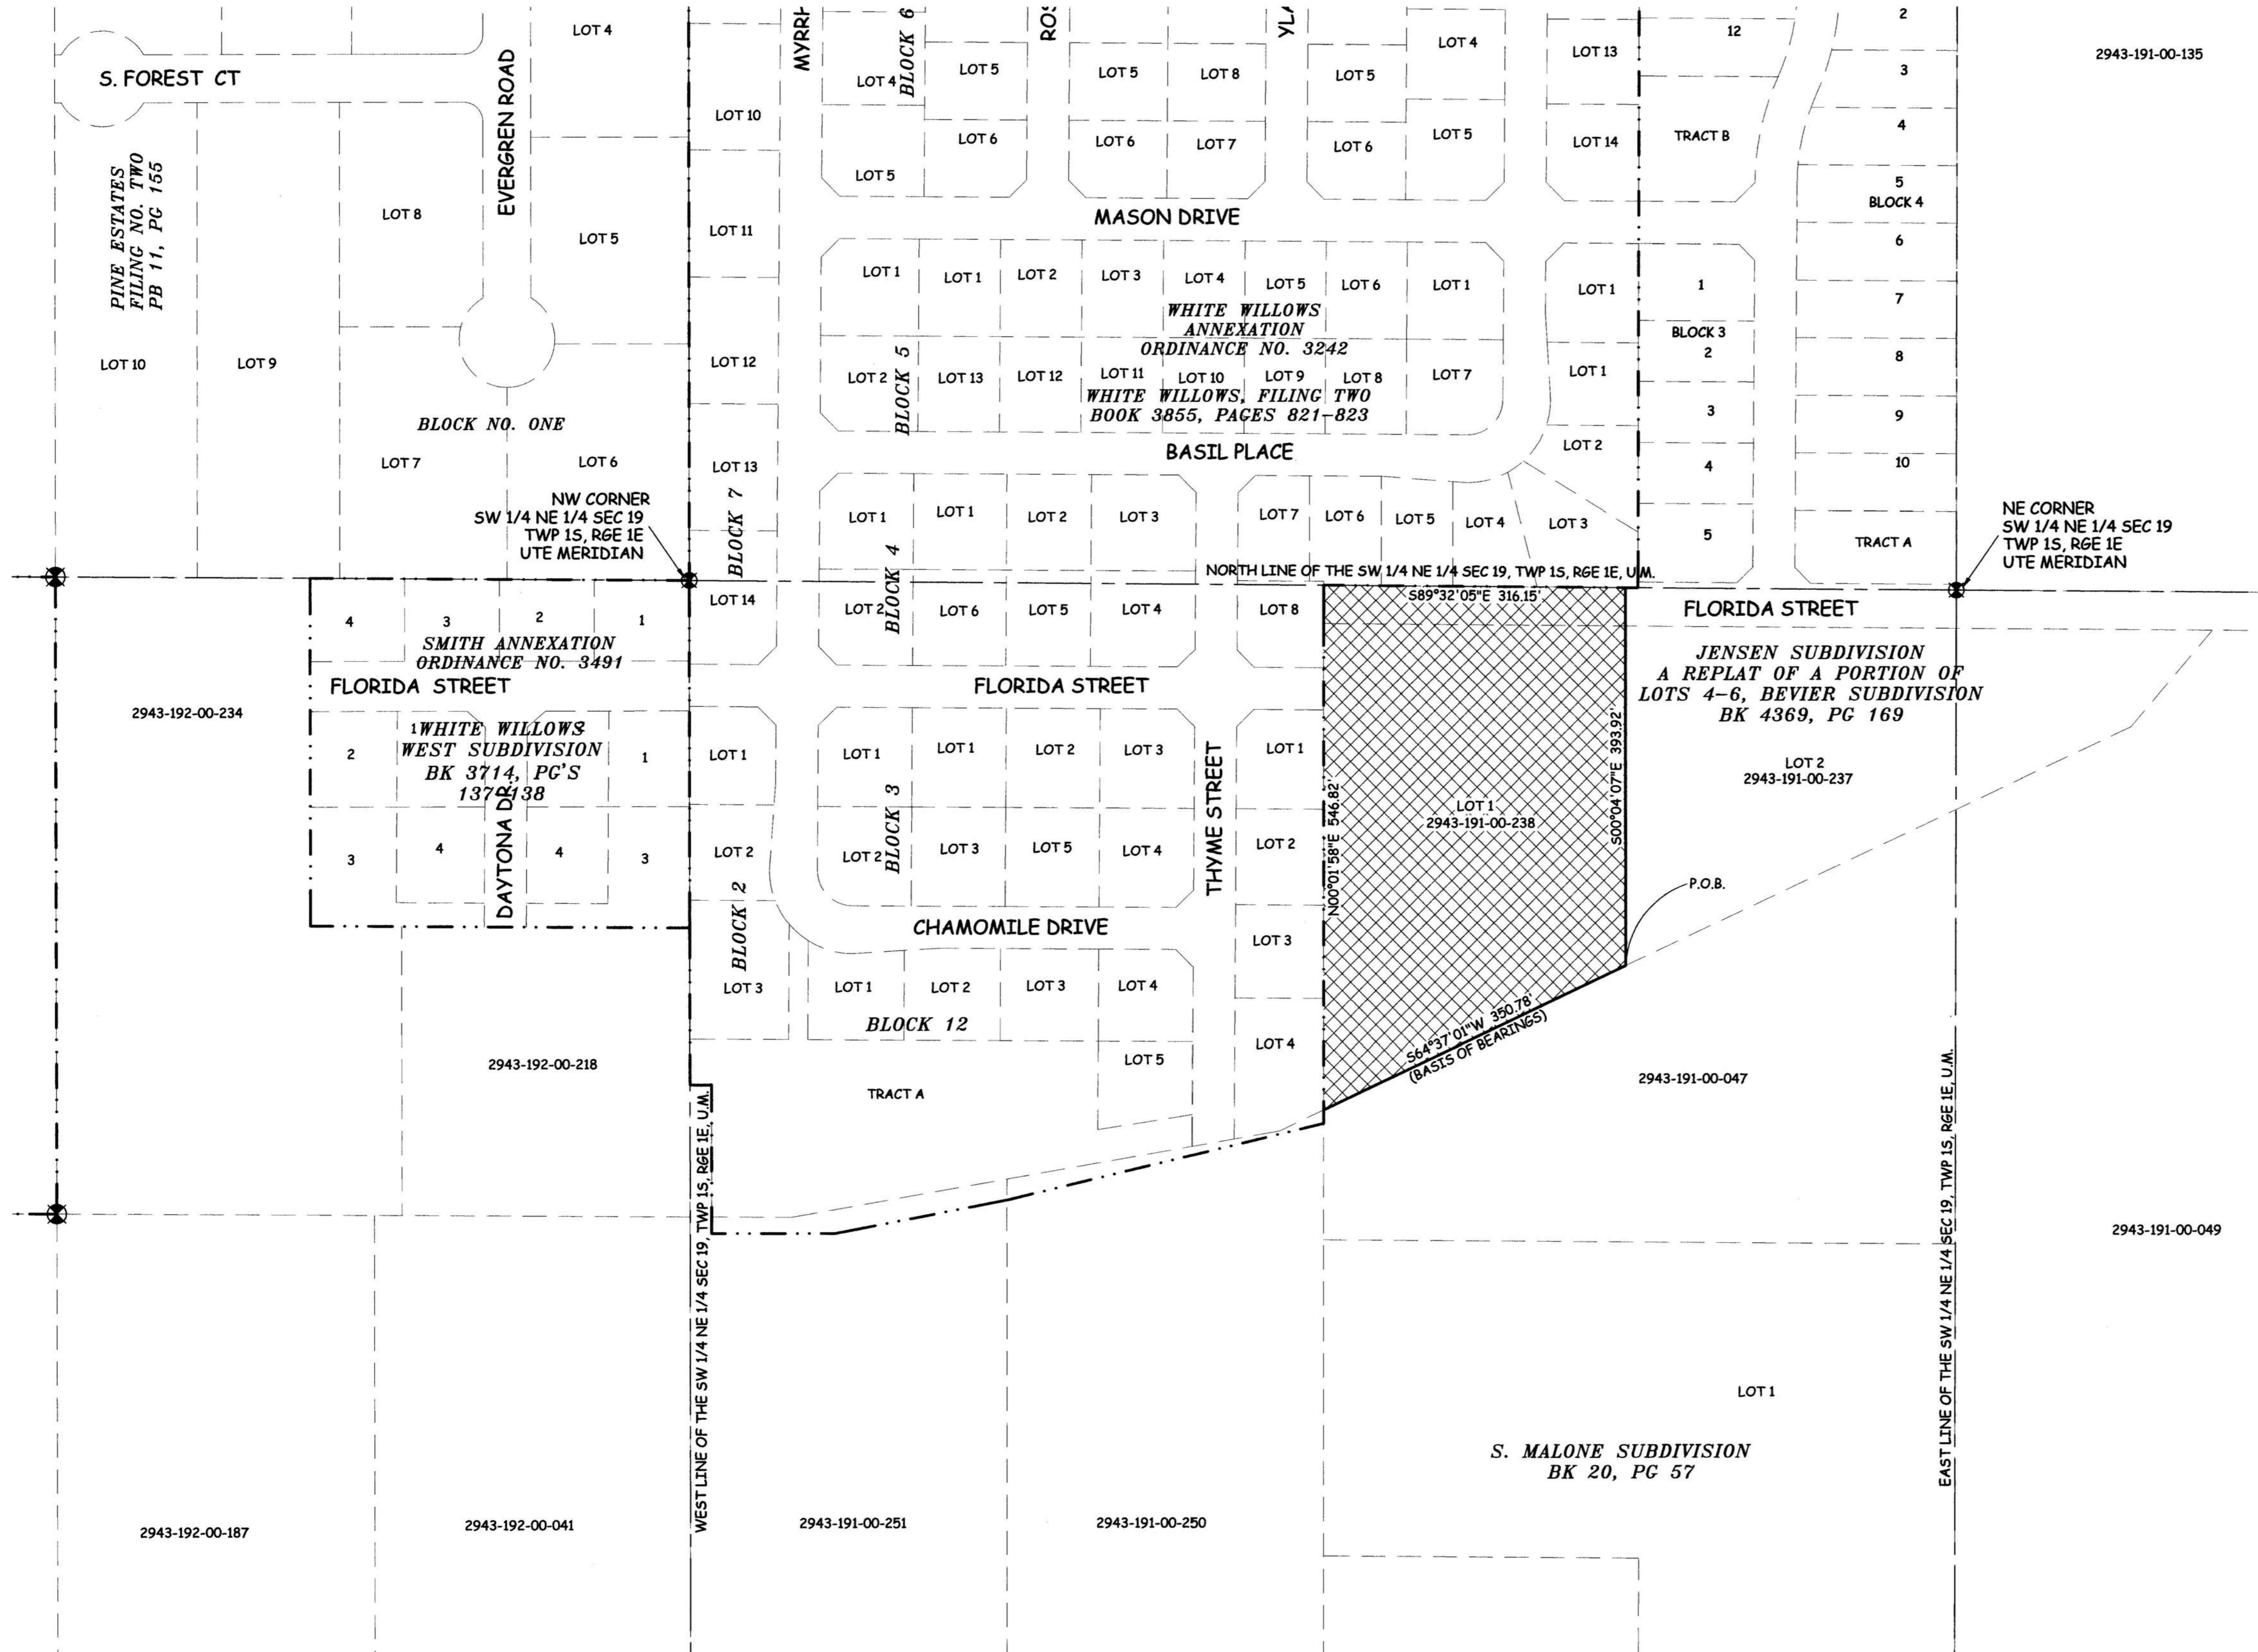 S. FOREST CT
EVERGREN ROAD
LOT 4
LOT 10
LOT 4
BLOCK 6
LOT 5
LOT 5
LOT 8
LOT 5
LOT 4
LOT 13
12
2
3
2943-191-00-135
PINE ESTATES
FILING NO. TWO
PB 11, PG 155
LOT 8
LOT 5
LOT 11
LOT 5
LOT 6
LOT 6
LOT 7
LOT 6
LOT 5
LOT 14
TRACT B
4
5
BLOCK 4
6
7
8
9
10
TRACT A
MASON DRIVE
LOT 10
LOT 9
BLOCK NO. ONE
LOT 7
LOT 6
LOT 12
LOT 13
BLOCK 7
LOT 1
LOT 1
LOT 2
LOT 3
LOT 4
LOT 5
LOT 6
LOT 1
LOT 1
1
BLOCK 3
2
3
4
5
WHITE WILLOWS
ANNEXATION
ORDINANCE NO. 3242
LOT 2
BLOCK 5
LOT 13
LOT 12
LOT 11
LOT 10
LOT 9
LOT 8
LOT 7
LOT 1
WHITE WILLOWS, FILING TWO
BOOK 3855, PAGES 821-823
LOT 2
BASIL PLACE
NW CORNER
SW 1/4 NE 1/4 SEC 19
TWP 1S, RGE 1E
UTE MERIDIAN
LOT 1
BLOCK 4
LOT 1
LOT 2
LOT 3
LOT 7
LOT 6
LOT 5
LOT 4
LOT 3
NE CORNER
SW 1/4 NE 1/4 SEC 19
TWP 1S, RGE 1E
UTE MERIDIAN
NORTH LINE OF THE SW 1/4 NE 1/4 SEC 19, TWP 1S, RGE 1E, U.M.
S89°32'05"E 316.15'
4
3
2
1
SMITH ANNEXATION
ORDINANCE NO. 3491
LOT 14
LOT 2
LOT 6
LOT 5
LOT 4
LOT 8
FLORIDA STREET
FLORIDA STREET
FLORIDA STREET
JENSEN SUBDIVISION
A REPLAT OF A PORTION OF
LOTS 4-6, BEVIER SUBDIVISION
BK 4369, PG 169
2943-192-00-234
1
2
WHITE WILLOWS
WEST SUBDIVISION
BK 3714, PG'S
137-138
2
1
3
4
4
3
DAYTONA DR.
LOT 1
LOT 2
BLOCK 2
LOT 3
LOT 1
LOT 2
BLOCK 3
LOT 1
LOT 2
LOT 3
LOT 3
LOT 5
LOT 4
THYME STREET
LOT 1
LOT 2
LOT 3
LOT 4
N00°01'58"E 546.82'
LOT 1
2943-191-00-238
S00°04'07"E 393.92'
LOT 2
2943-191-00-237
P.O.B.
S64°37'01"W 350.78'
(BASIS OF BEARINGS)
CHAMOMILE DRIVE
LOT 1
LOT 2
LOT 3
LOT 4
BLOCK 12
LOT 5
TRACT A
2943-192-00-218
2943-191-00-047
WEST LINE OF THE SW 1/4 NE 1/4 SEC 19, TWP 1S, RGE 1E, U.M.
EAST LINE OF THE SW 1/4 NE 1/4 SEC 19, TWP 1S, RGE 1E, U.M.
2943-191-00-049
LOT 1
S. MALONE SUBDIVISION
BK 20, PG 57
2943-192-00-187
2943-192-00-041
2943-191-00-251
2943-191-00-250